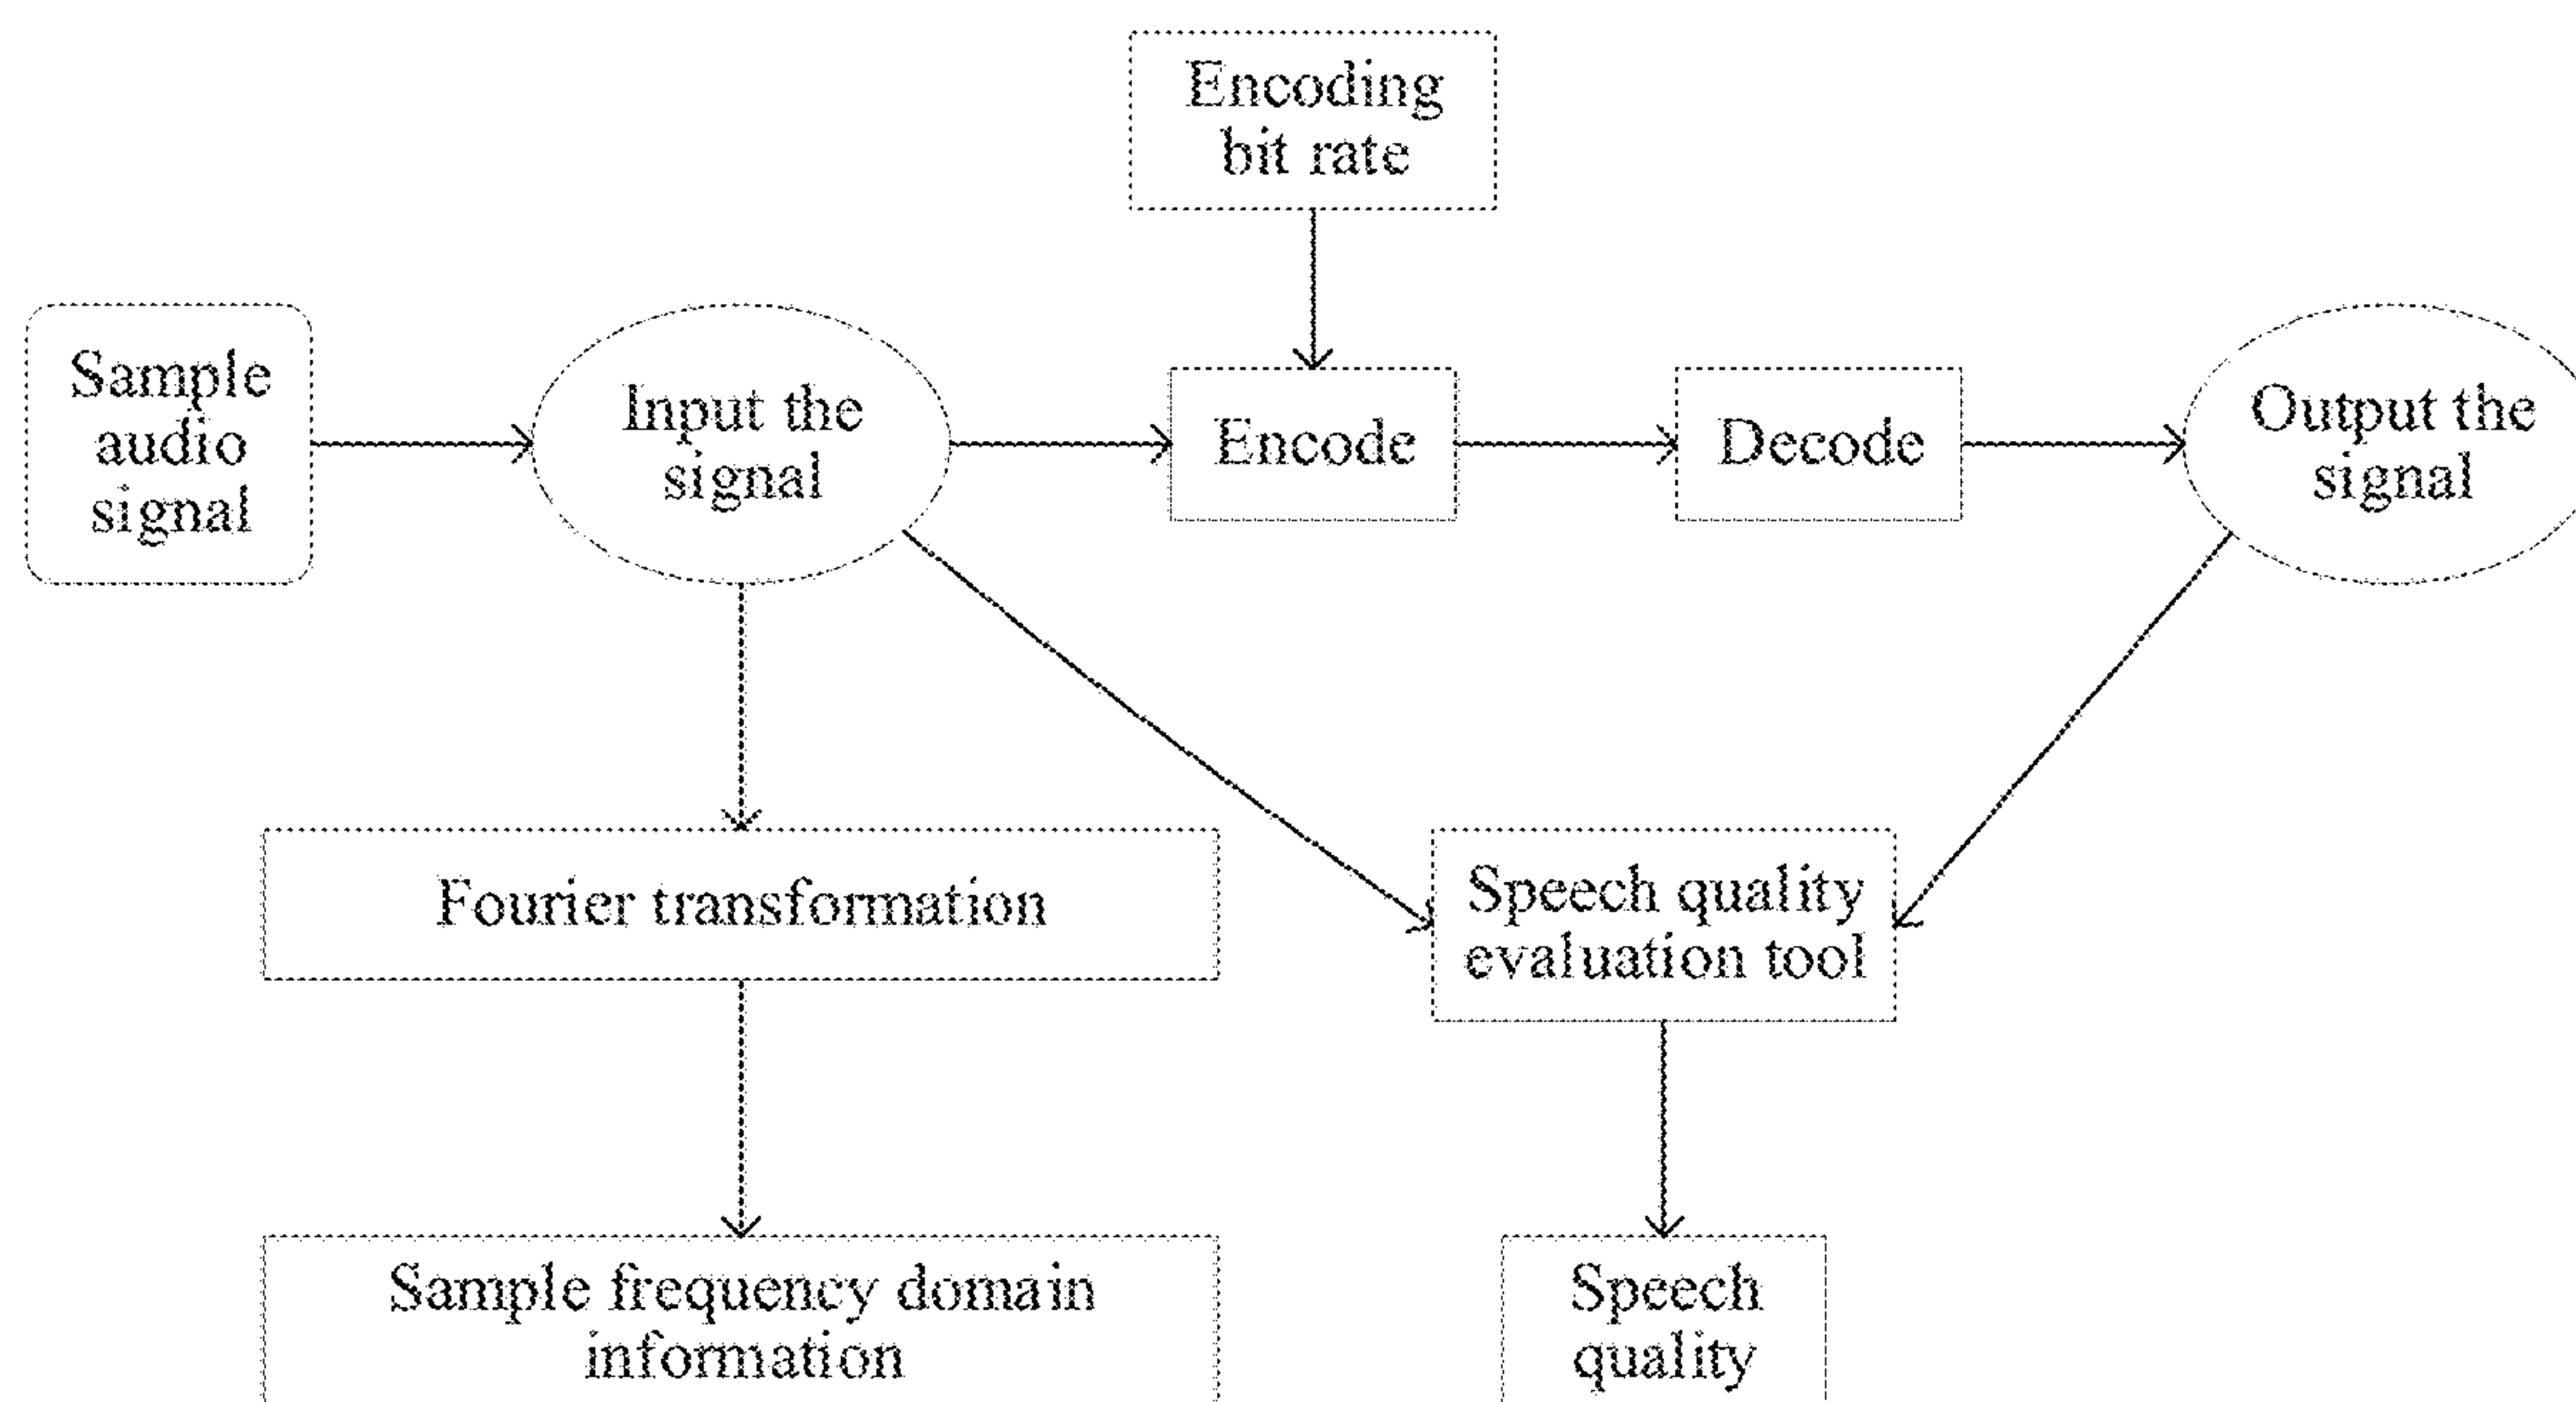 Encoding
bit rate
Sample
audio
signal
Input the
signal
Encode
Decode
Output the
signal
Fourier transformation
Speech quality
evaluation tool
Sample frequency domain
information
Speech
quality